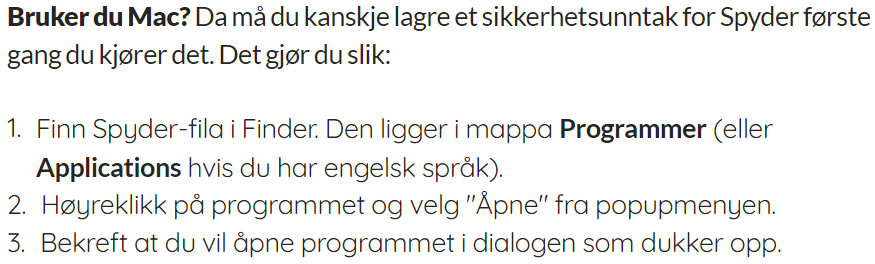 Bruker du Mac? Da må du kanskje lagre et sikkerhetsunntak for Spyder første
gang du kjører det. Det gjør du slik:
1. Finn Spyder-fila i Finder. Den ligger i mappa Programmer (eller
Applications hvis du har engelsk språk).
2. Høyreklikk på programmet og velg "Åpne" fra popupmenyen.
3. Bekreft at du vil åpne programmet i dialogen som dukker opp.